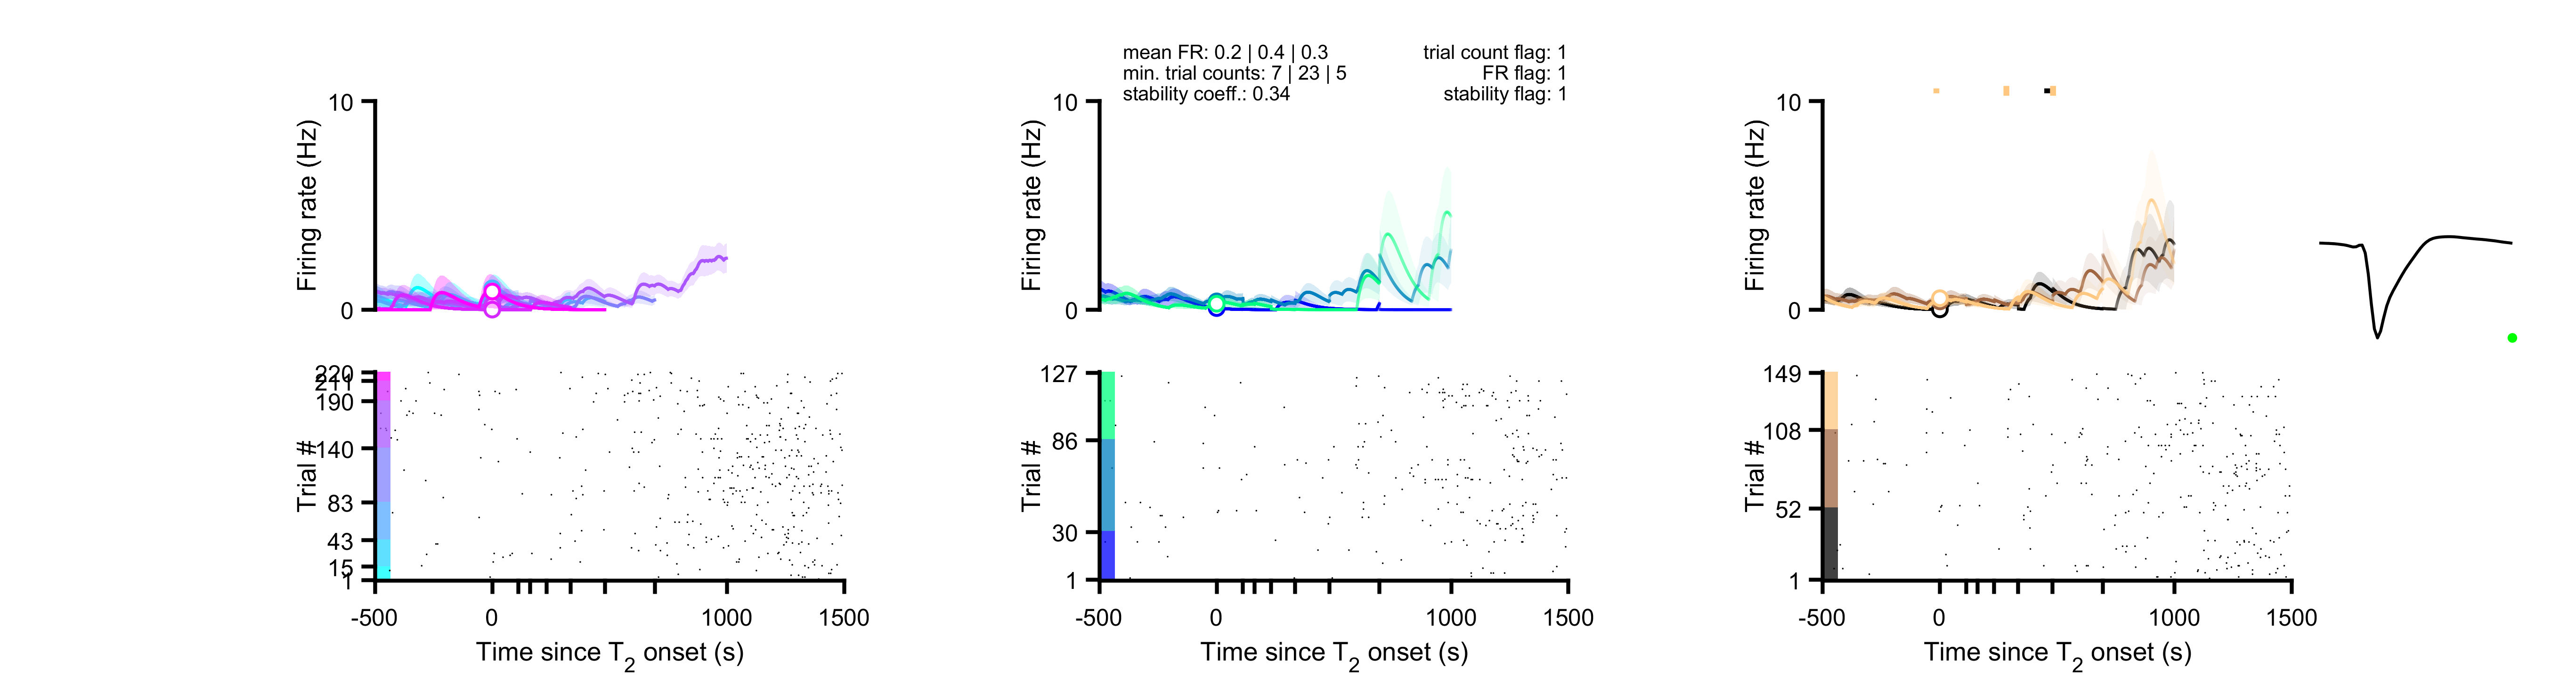 mean FR: 0.2 | 0.4 | 0.3
min. trial counts: 7 | 23 | 5
stability coeff.: 0.34
trial count flag: 1
FR flag: 1
stability flag: 1
10
0
Firing rate (Hz)
10
0
Firing rate (Hz)
10
0
Firing rate (Hz)
220
211
190
140
83
43
15
1
Trial #
-500
0
1000
1500
Time since T2 onset (s)
127
86
30
1
Trial #
-500
0
1000
1500
Time since T2 onset (s)
149
108
52
1
Trial #
-500
0
1000
1500
Time since T2 onset (s)